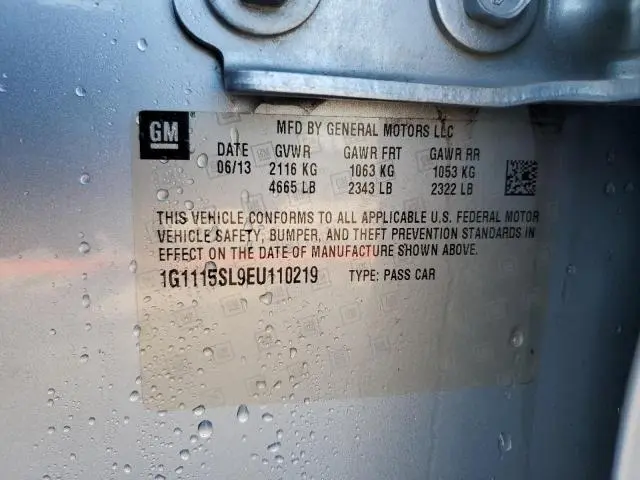 GM
MFD BY GENERAL MOTORS LLC
DATE GVWR GAWR FRT GAWR RR
06/13 2116 KG 1063 KG 1053 KG
4665 LB 2343 LB 2322 LB
THIS VEHICLE CONFORMS TO ALL APPLICABLE U.S. FEDERAL MOTOR
VEHICLE SAFETY, BUMPER, AND THEFT PREVENTION STANDARDS IN
EFFECT ON THE DATE OF MANUFACTURE SHOWN ABOVE.
1G1115SL9EU110219 TYPE: PASS CAR